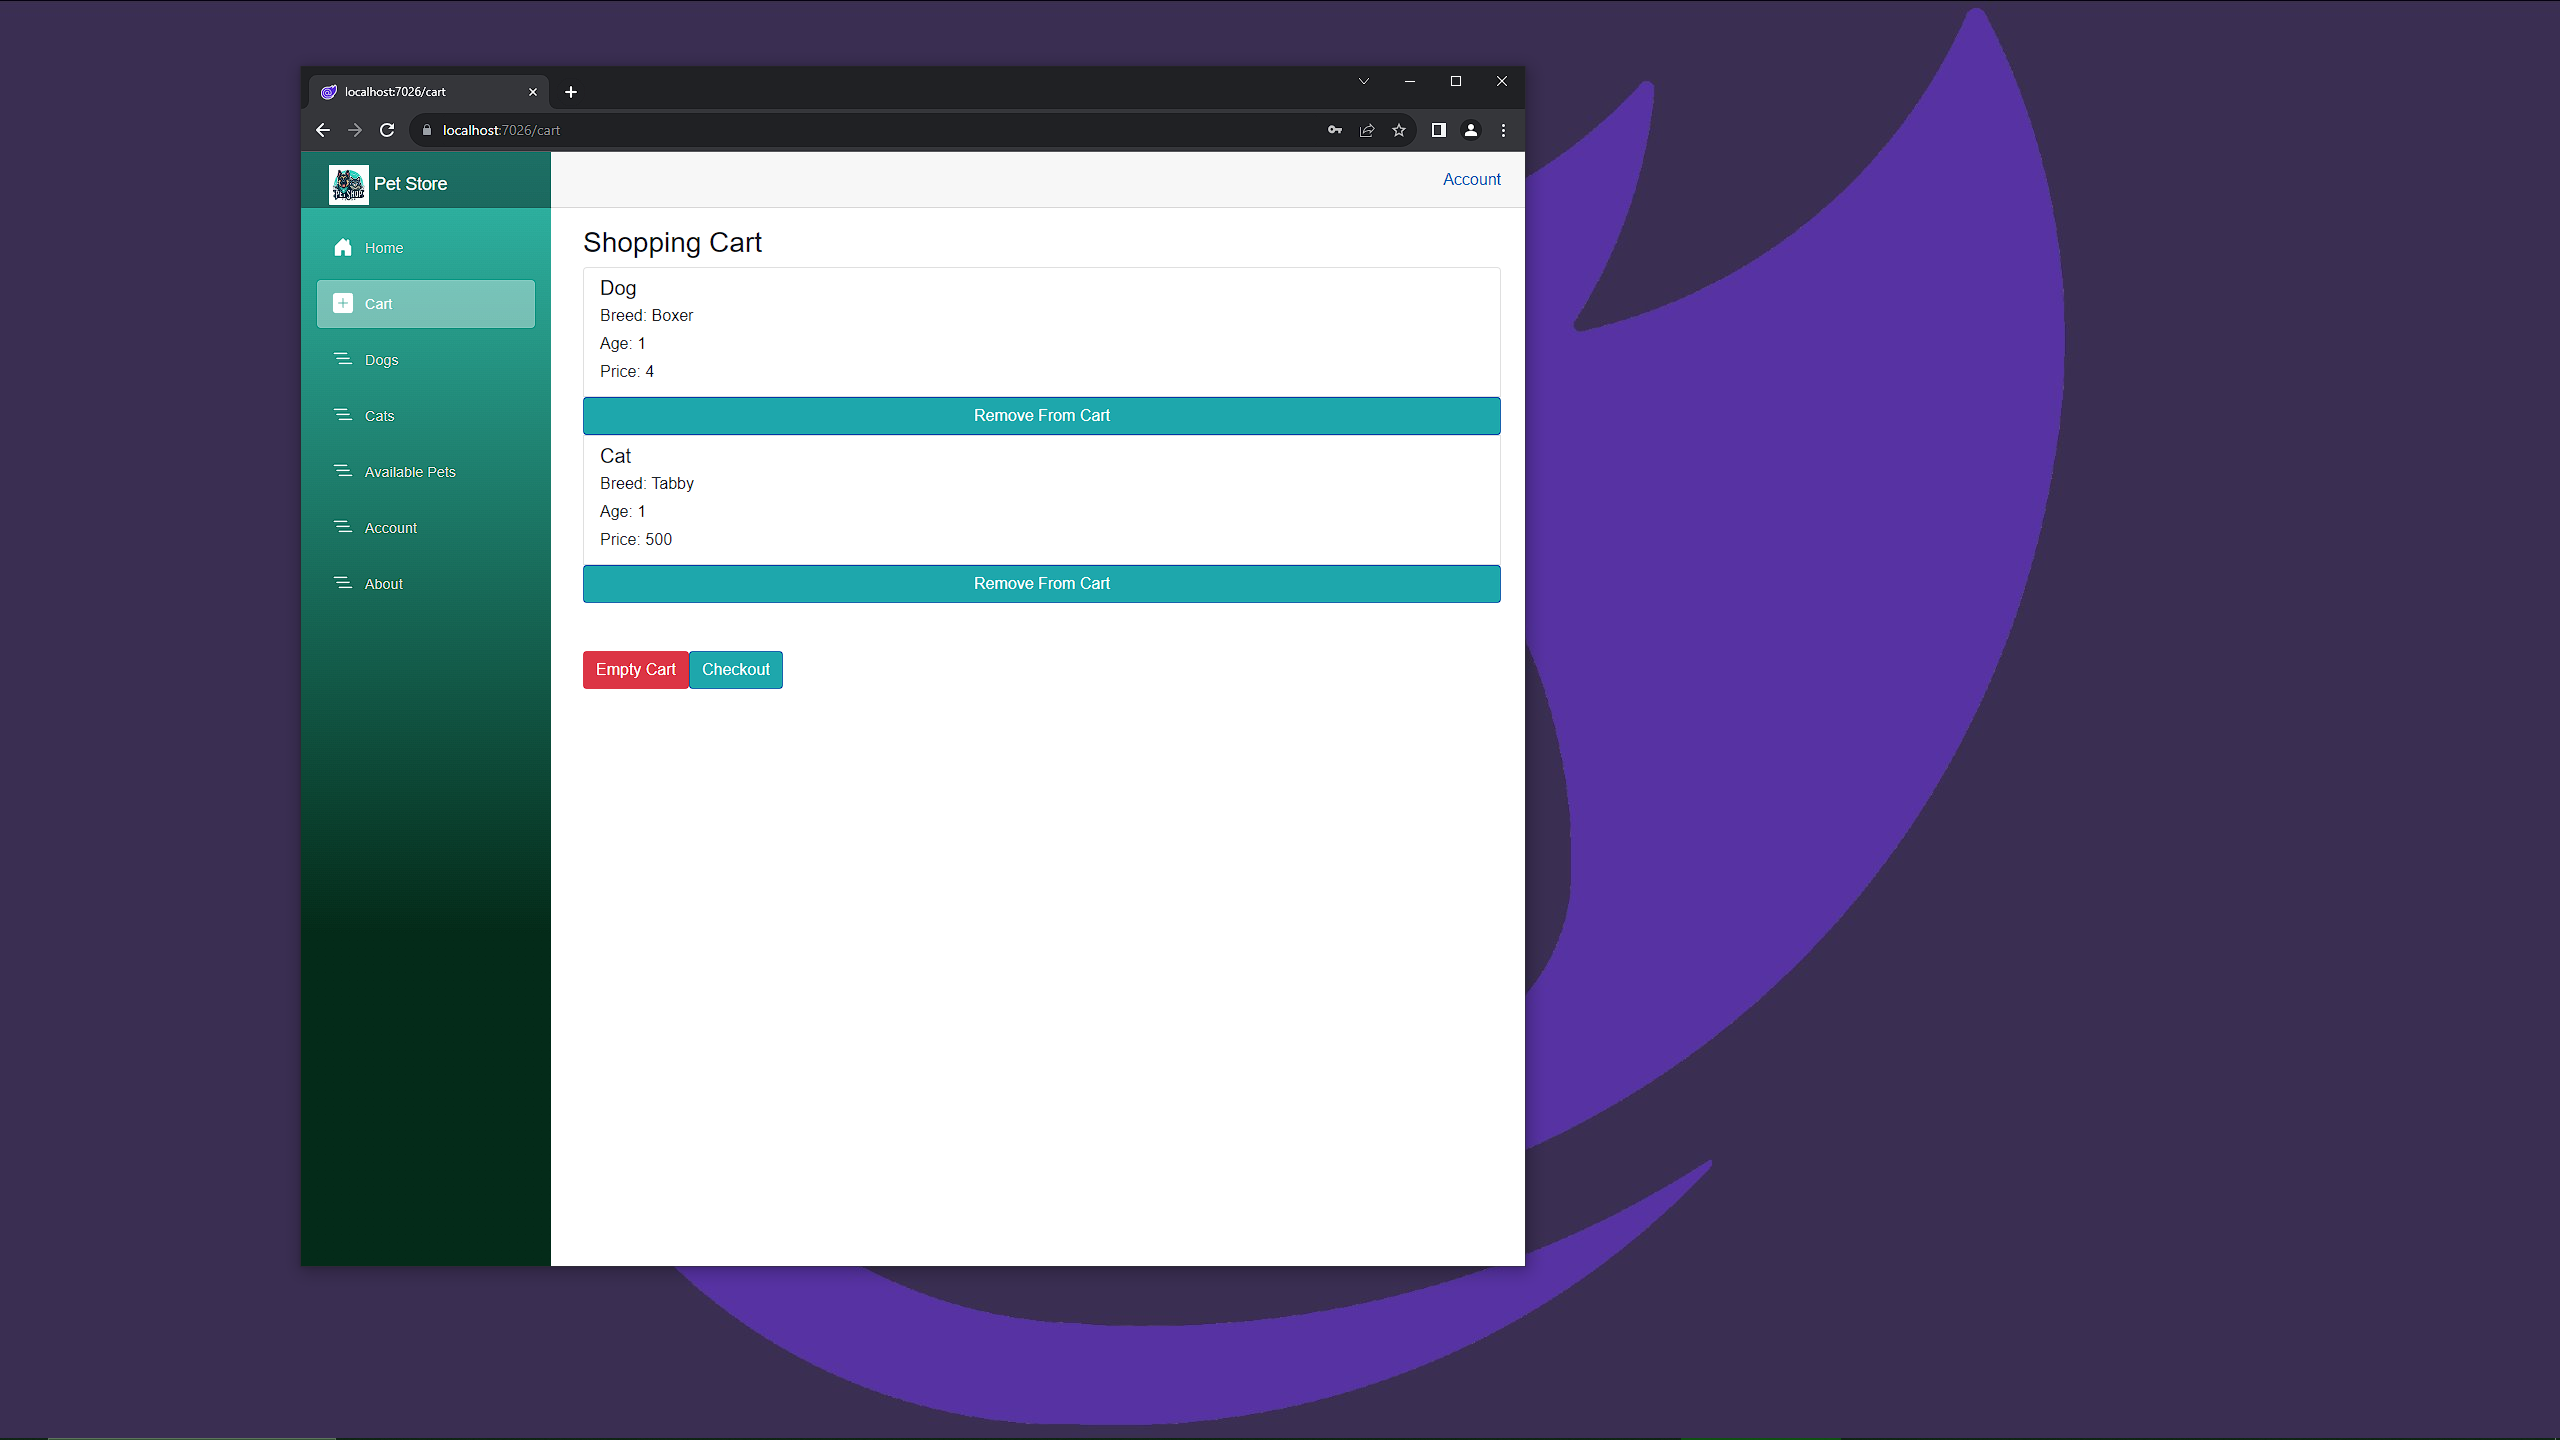 localhost:7026/cart
localhost:7026/cart
PETSHOP
Pet Store
Account
Home
Cart
Dogs
Cats
Available Pets
Account
About
Shopping Cart
Dog
Breed: Boxer
Age: 1
Price: 4
Remove From Cart
Cat
Breed: Tabby
Age: 1
Price: 500
Remove From Cart
Empty Cart
Checkout